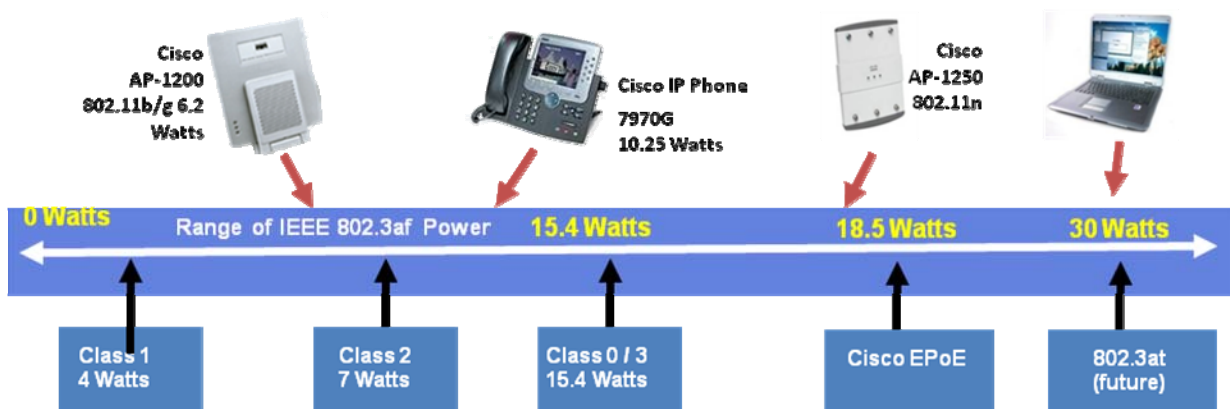 Cisco
AP-1200
802.11b/g 6.2
Watts
Cisco IP Phone
7970G
10.25 Watts
Cisco
AP-1250
802.11n
0 Watts
Range of IEEE 802.3af Power
15.4 Watts
18.5 Watts
30 Watts
Class 1
4 Watts
Class 2
7 Watts
Class 0 / 3
15.4 Watts
Cisco EPoE
802.3at
(future)